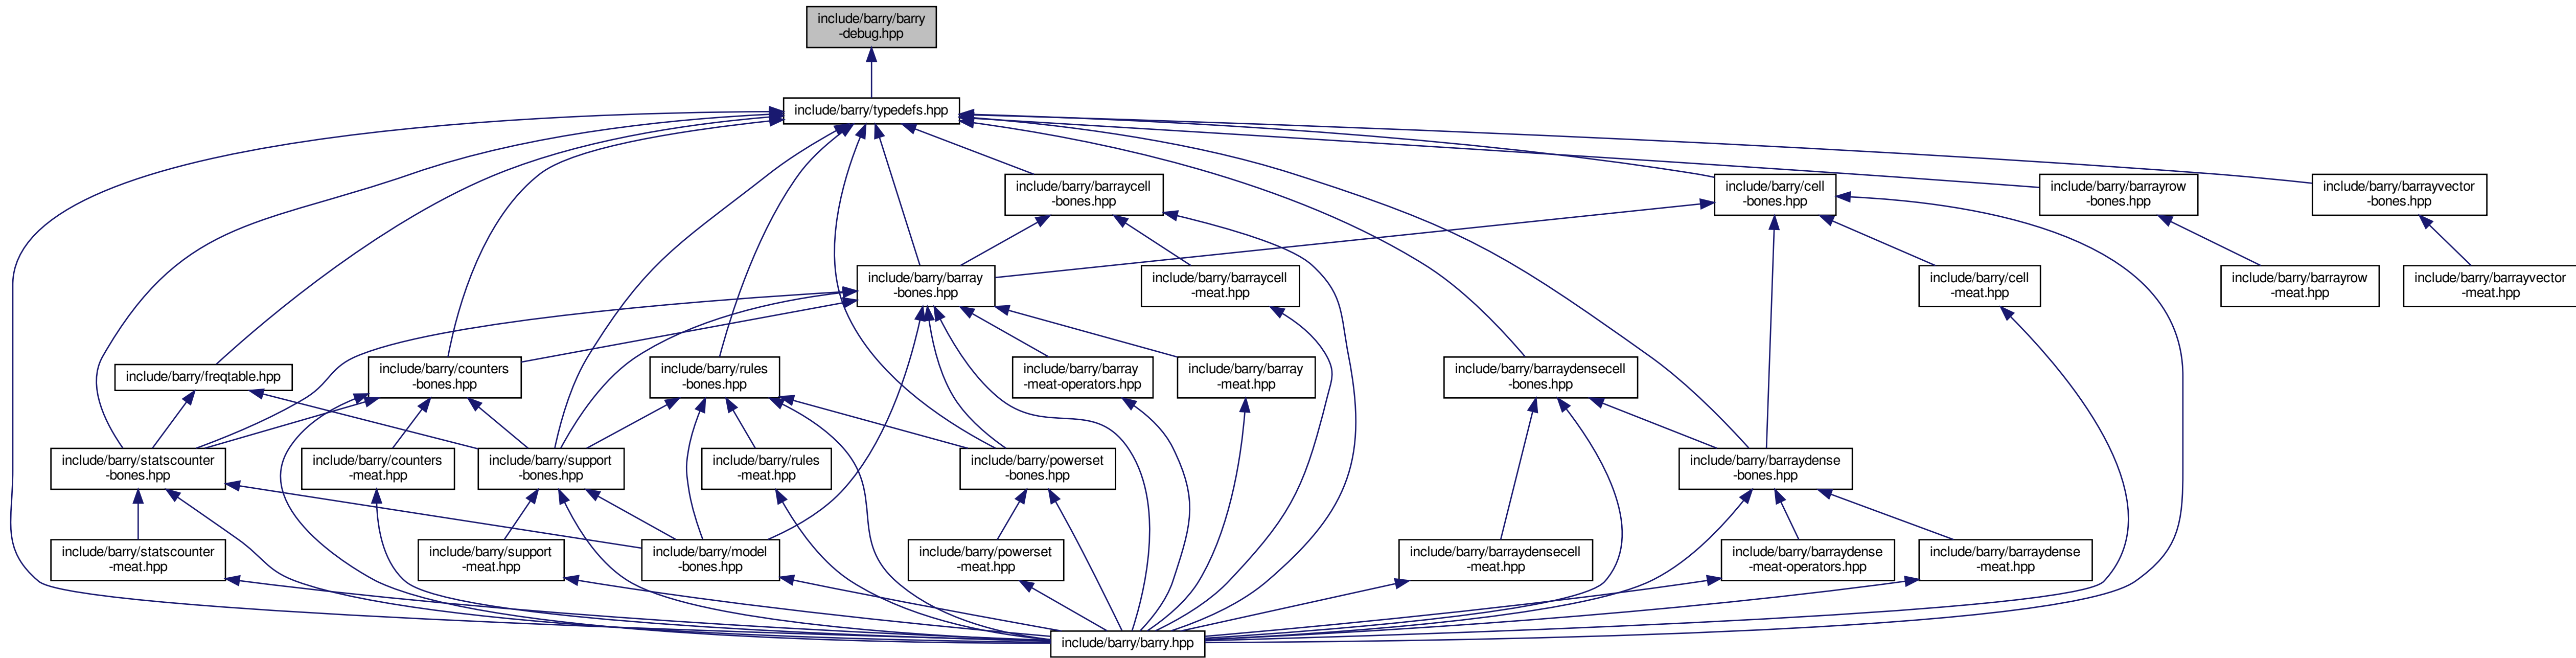 include/barry/barry
-debug.hpp
include/barry/typedefs.hpp
include/barry/barraycell
-bones.hpp
include/barry/cell
-bones.hpp
include/barry/barrayrow
-bones.hpp
include/barry/barrayvector
-bones.hpp
include/barry/barray
-bones.hpp
include/barry/barraycell
-meat.hpp
include/barry/cell
-meat.hpp
include/barry/barrayrow
-meat.hpp
include/barry/barrayvector
-meat.hpp
include/barry/freqtable.hpp
include/barry/counters
-bones.hpp
include/barry/rules
-bones.hpp
include/barry/barray
-meat-operators.hpp
include/barry/barray
-meat.hpp
include/barry/barraydensecell
-bones.hpp
include/barry/statscounter
-bones.hpp
include/barry/counters
-meat.hpp
include/barry/support
-bones.hpp
include/barry/rules
-meat.hpp
include/barry/powerset
-bones.hpp
include/barry/barraydense
-bones.hpp
include/barry/statscounter
-meat.hpp
include/barry/support
-meat.hpp
include/barry/model
-bones.hpp
include/barry/powerset
-meat.hpp
include/barry/barraydensecell
-meat.hpp
include/barry/barraydense
-meat-operators.hpp
include/barry/barraydense
-meat.hpp
include/barry/barry.hpp